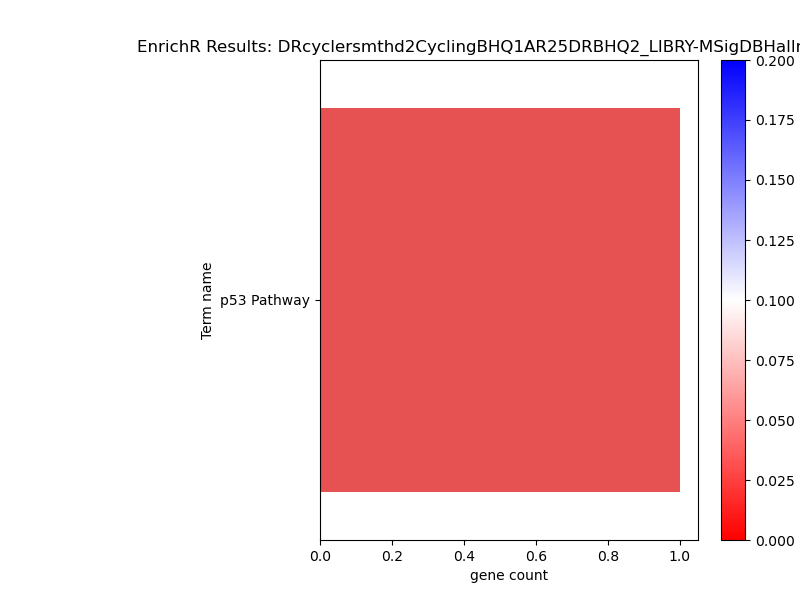 EnrichR Results: DRcyclersmthd2CyclingBHQ1AR25DRBHQ2_LIBRY-MSigDBHallm
0.200
0.175
0.150
0.125
0.100
0.075
0.050
0.025
0.000
Term name
p53 Pathway
0.0 0.2 0.4 0.6 0.8 1.0
gene count